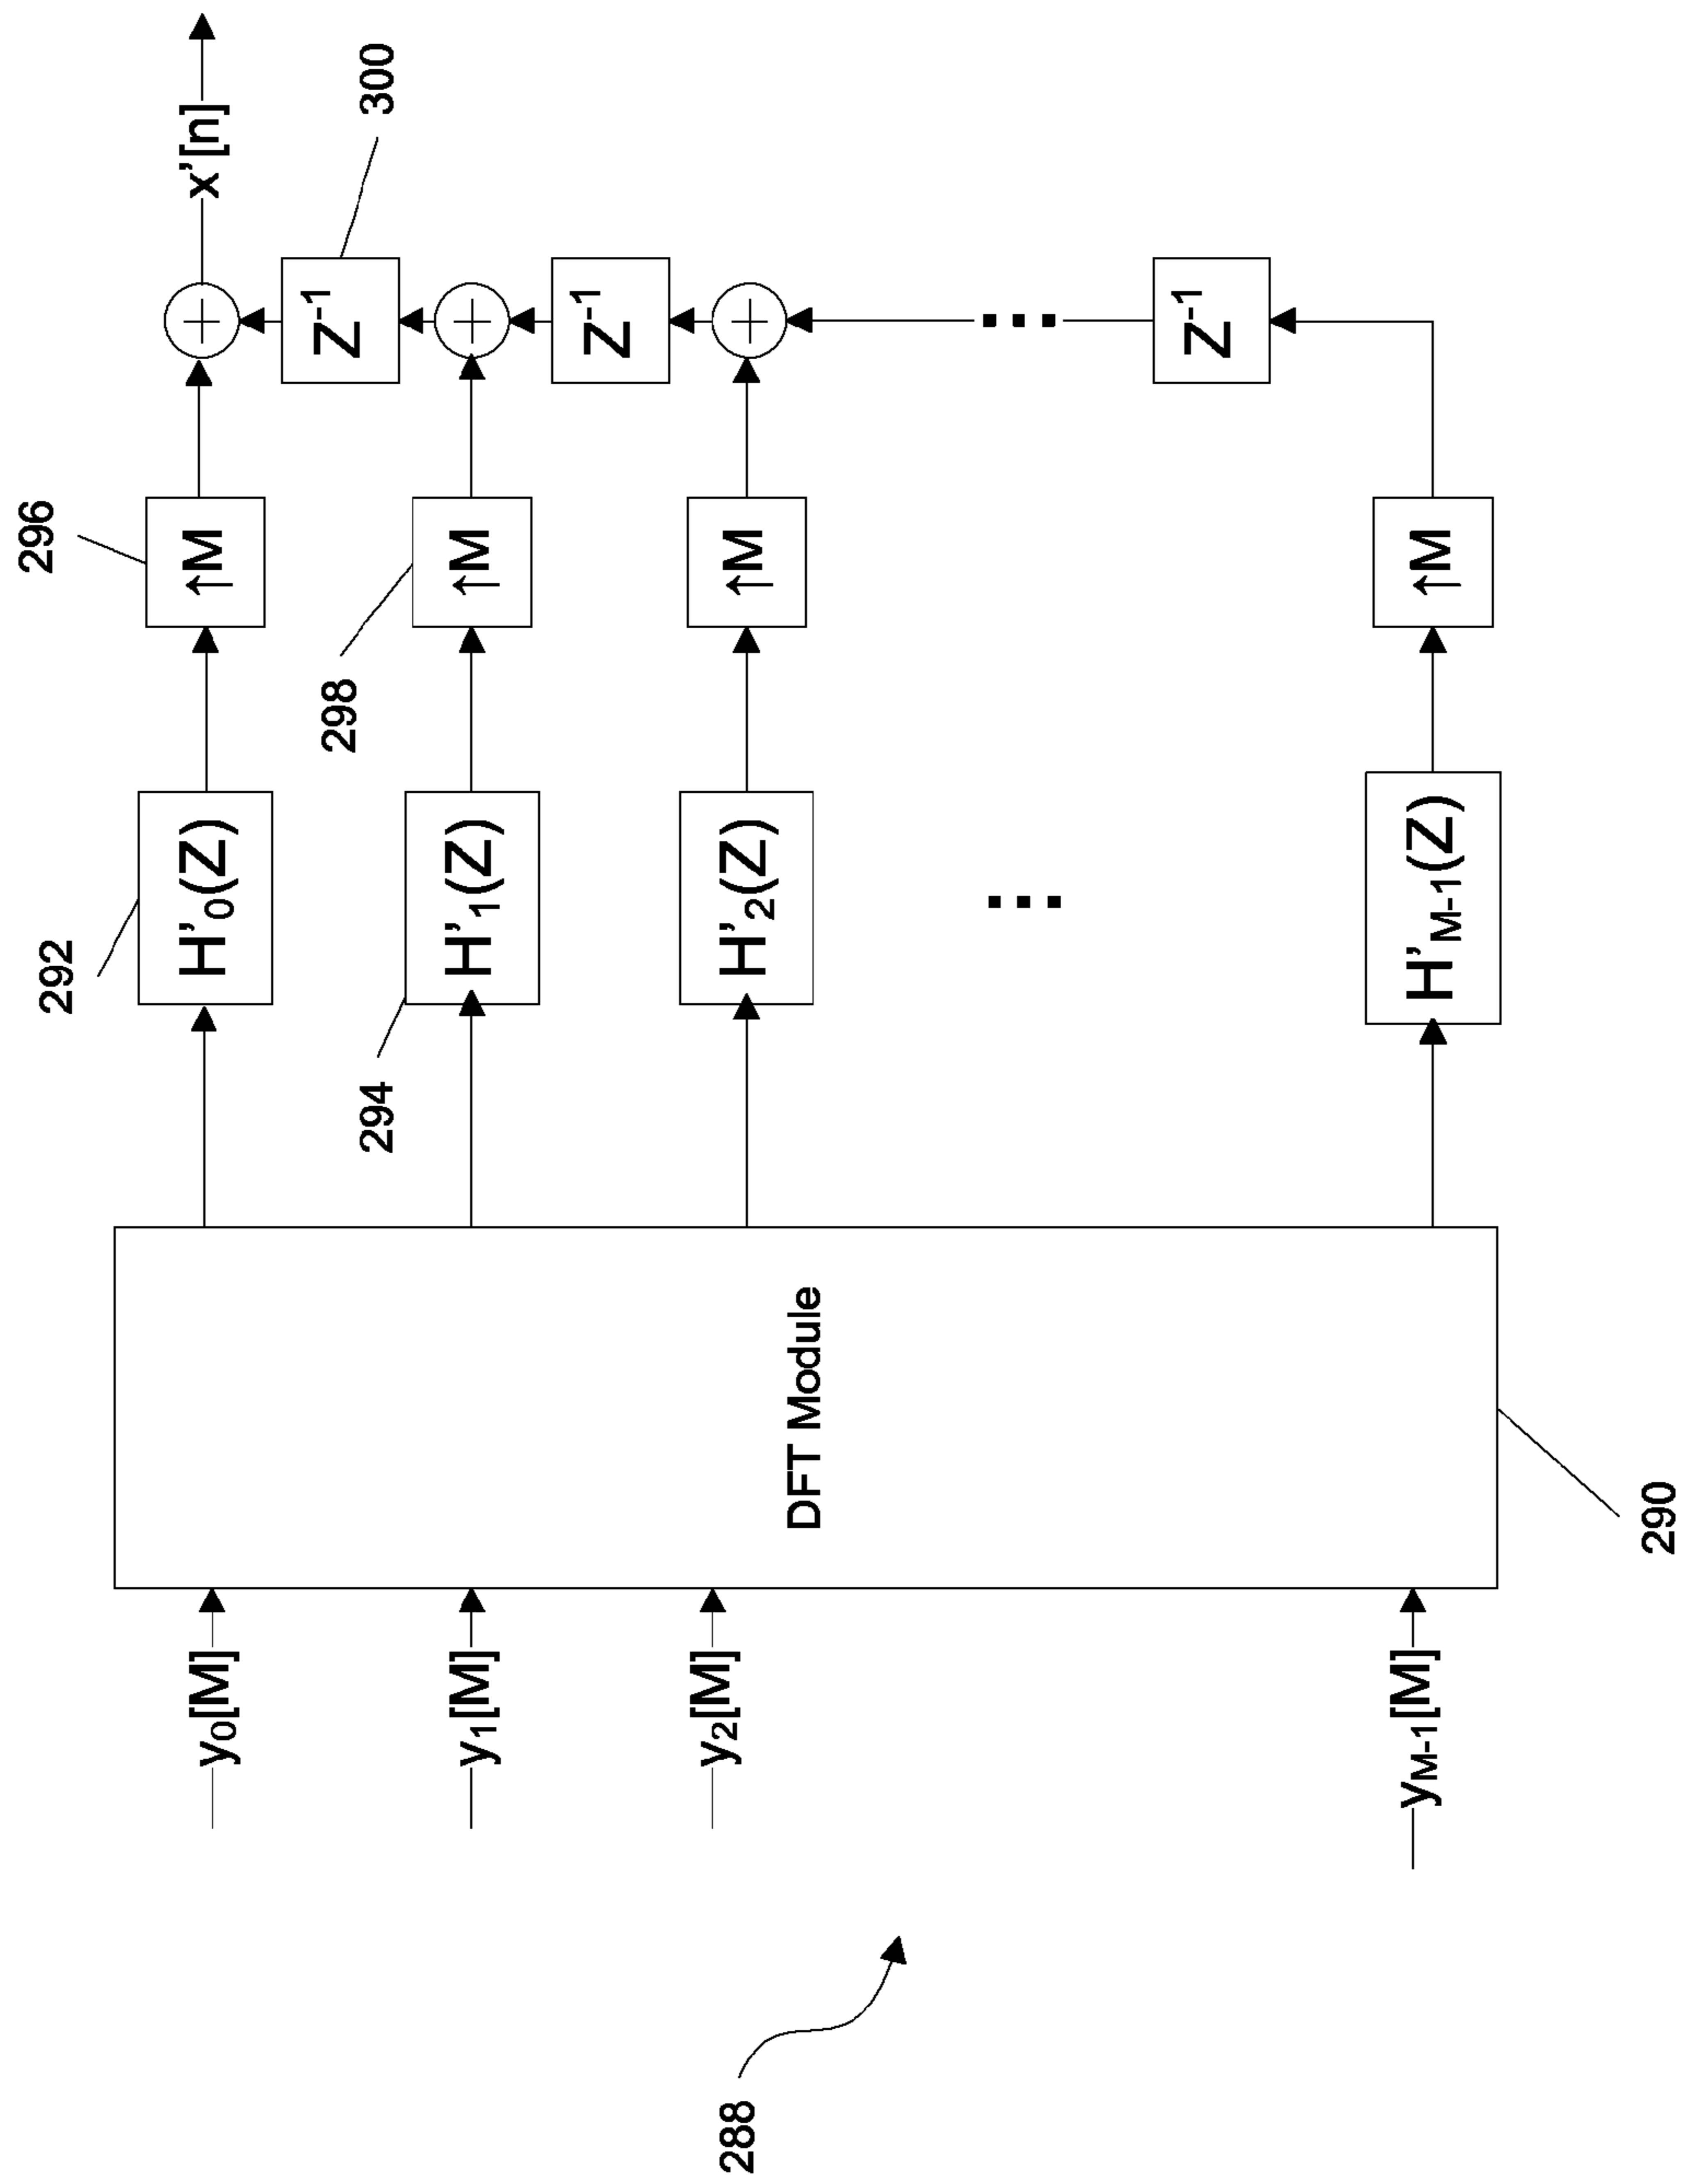 x'[n]
296
300
↑M
Z⁻¹
292
H'₀(Z)
298
↑M
294
H'₁(Z)
Z⁻¹
↑M
H'₂(Z)
...
...
Z⁻¹
↑M
H'M-1(Z)
DFT Module
290
y₀[M]
y₁[M]
y₂[M]
yM-1[M]
288